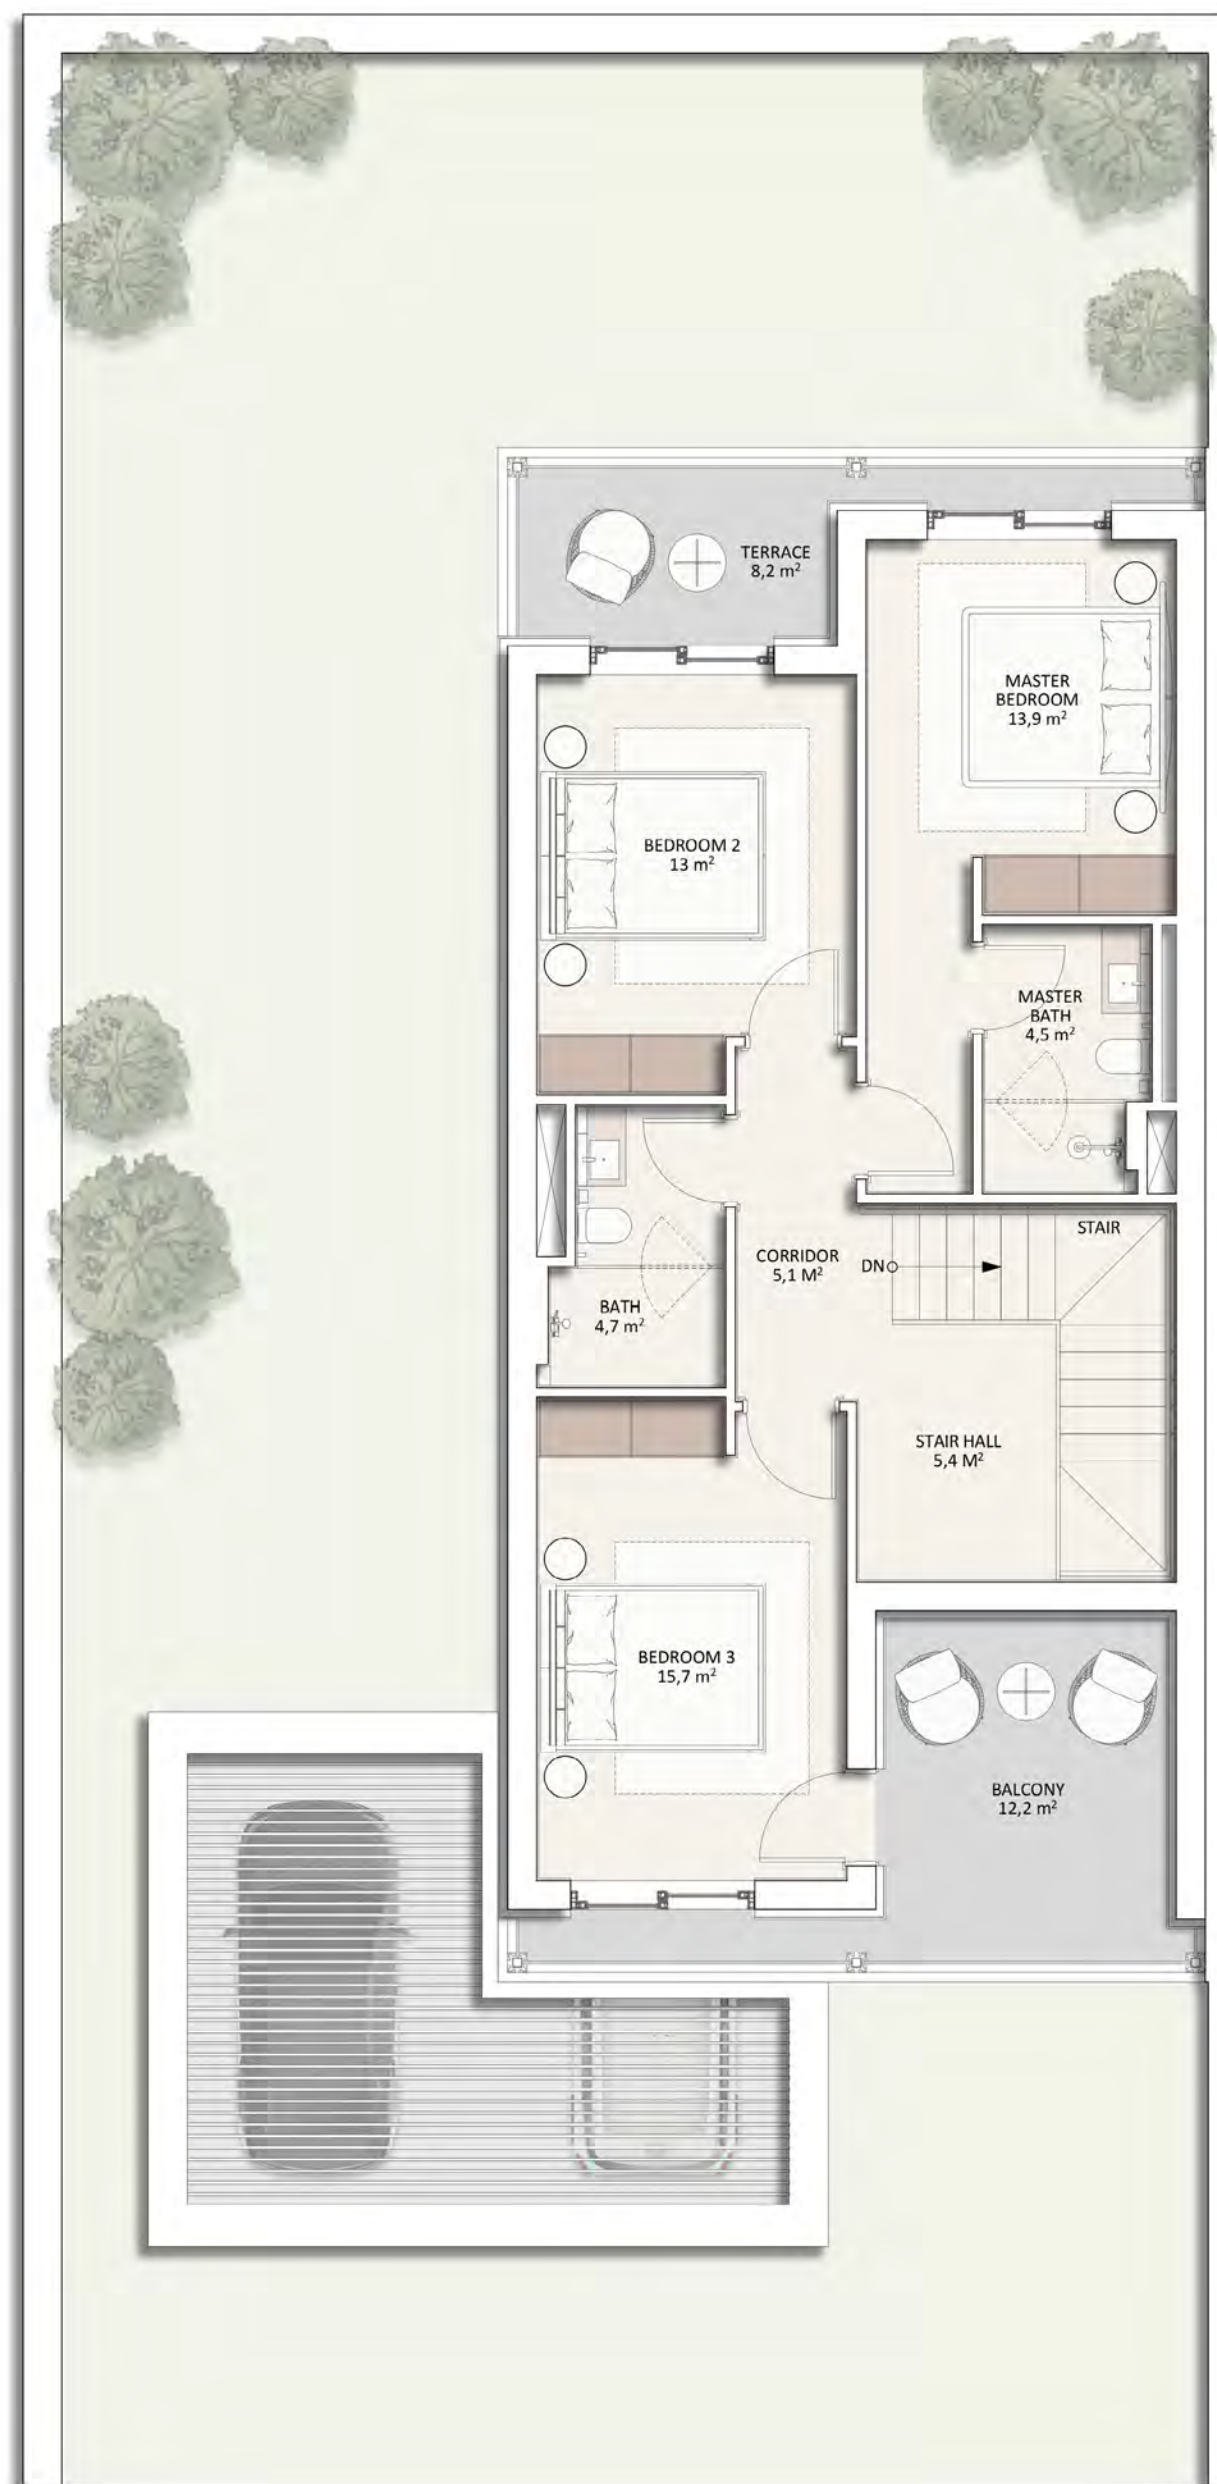 TERRACE
8,2 m²
MASTER
BEDROOM
13,9 m²
BEDROOM 2
13 m²
MASTER
BATH
4,5 m²
STAIR
CORRIDOR
5,1 M²
DN
BATH
4,7 m²
STAIR HALL
5,4 M²
BEDROOM 3
15,7 m²
BALCONY
12,2 m²